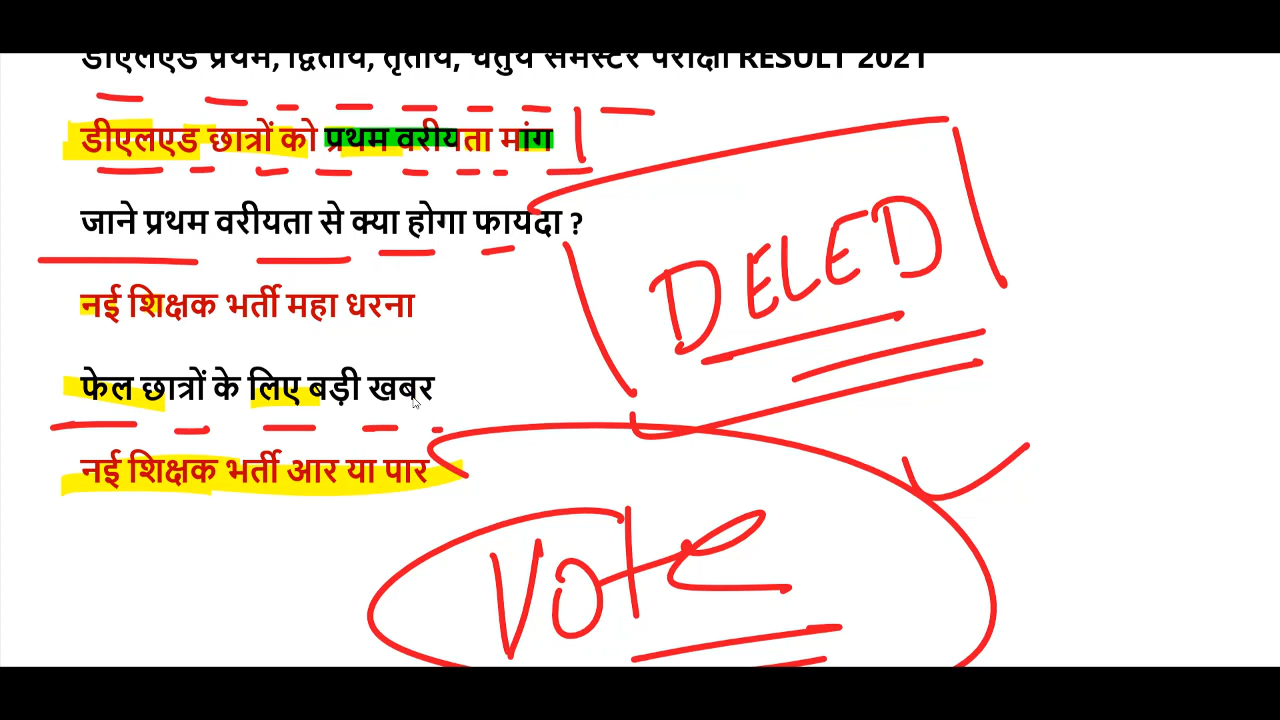 डीएलएड प्रथम, द्वितीय, तृतीय, चतुर्थ सेमेस्टर परीक्षा RESULT 2021
डीएलएड छात्रों को प्रथम वरीयता मांग
जाने प्रथम वरीयता से क्या होगा फायदा ?
DELED
नई शिक्षक भर्ती महा धरना
फेल छात्रों के लिए बड़ी खबर
नई शिक्षक भर्ती आर या पार
Vote